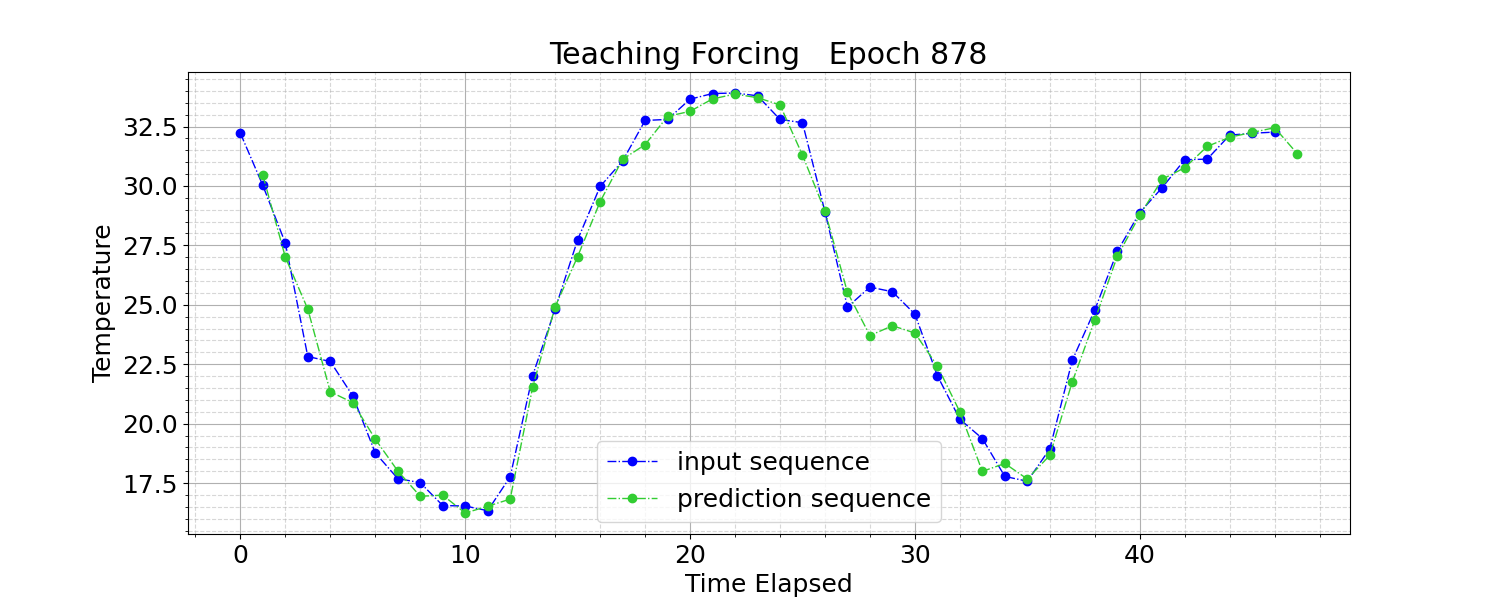 Teaching Forcing   Epoch 878
Temperature
32.5
30.0
27.5
25.0
22.5
20.0
17.5
input sequence
prediction sequence
0 10 20 30 40
Time Elapsed